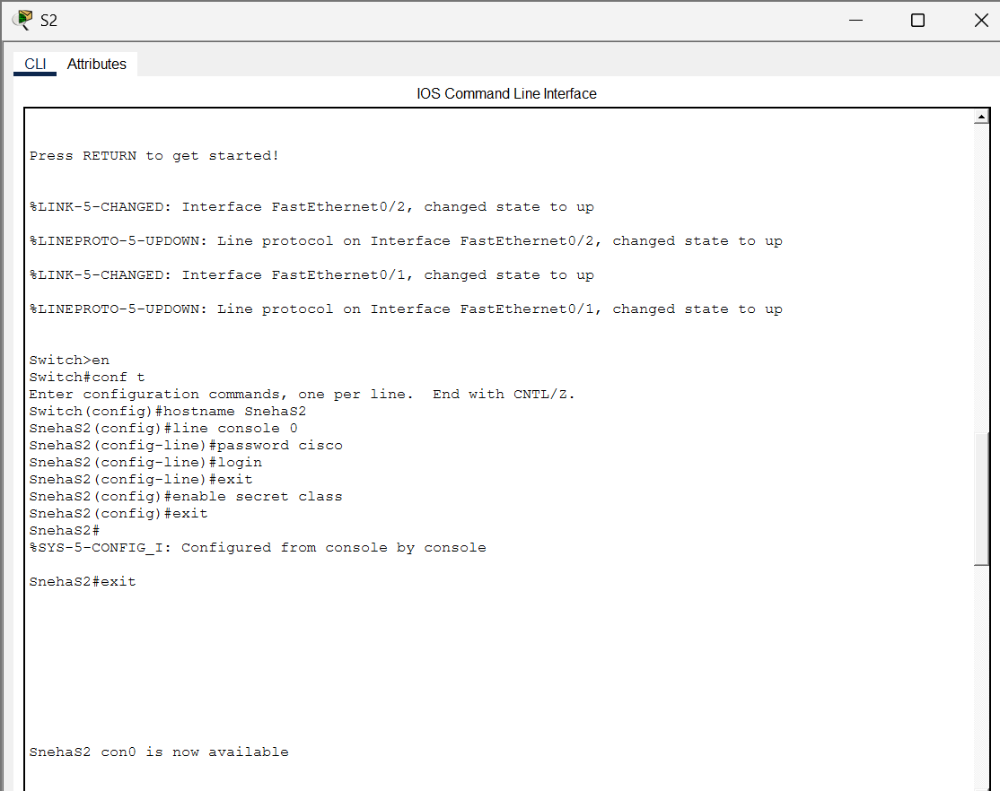 S2
CLI Attributes
IOS Command Line Interface
Press RETURN to get started!
%LINK-5-CHANGED: Interface FastEthernet0/2, changed state to up
%LINEPROTO-5-UPDOWN: Line protocol on Interface FastEthernet0/2, changed state to up
%LINK-5-CHANGED: Interface FastEthernet0/1, changed state to up
%LINEPROTO-5-UPDOWN: Line protocol on Interface FastEthernet0/1, changed state to up
Switch>en
Switch#conf t
Enter configuration commands, one per line.  End with CNTL/Z.
Switch(config)#hostname SnehaS2
SnehaS2(config)#line console 0
SnehaS2(config-line)#password cisco
SnehaS2(config-line)#login
SnehaS2(config-line)#exit
SnehaS2(config)#enable secret class
SnehaS2(config)#exit
SnehaS2#
%SYS-5-CONFIG_I: Configured from console by console
SnehaS2#exit
SnehaS2 con0 is now available